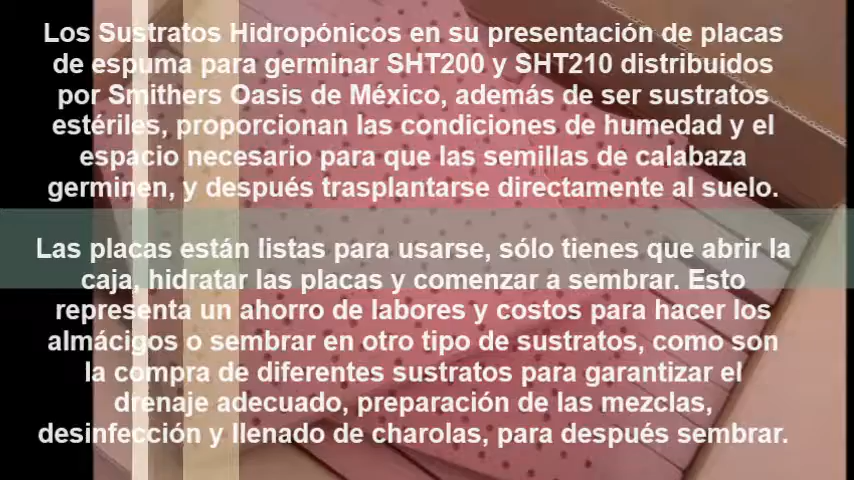 Los Sustratos Hidropónicos en su presentación de placas
de espuma para germinar SHT200 y SHT210 distribuidos
por Smithers Oasis de México, además de ser sustratos
estériles, proporcionan las condiciones de humedad y el
espacio necesario para que las semillas de calabaza
germinen, y después trasplantarse directamente al suelo.
Las placas están listas para usarse, sólo tienes que abrir la
caja, hidratar las placas y comenzar a sembrar. Esto
representa un ahorro de labores y costos para hacer los
almácigos o sembrar en otro tipo de sustratos, como son
la compra de diferentes sustratos para garantizar el
drenaje adecuado, preparación de las mezclas,
desinfección y llenado de charolas, para después sembrar.